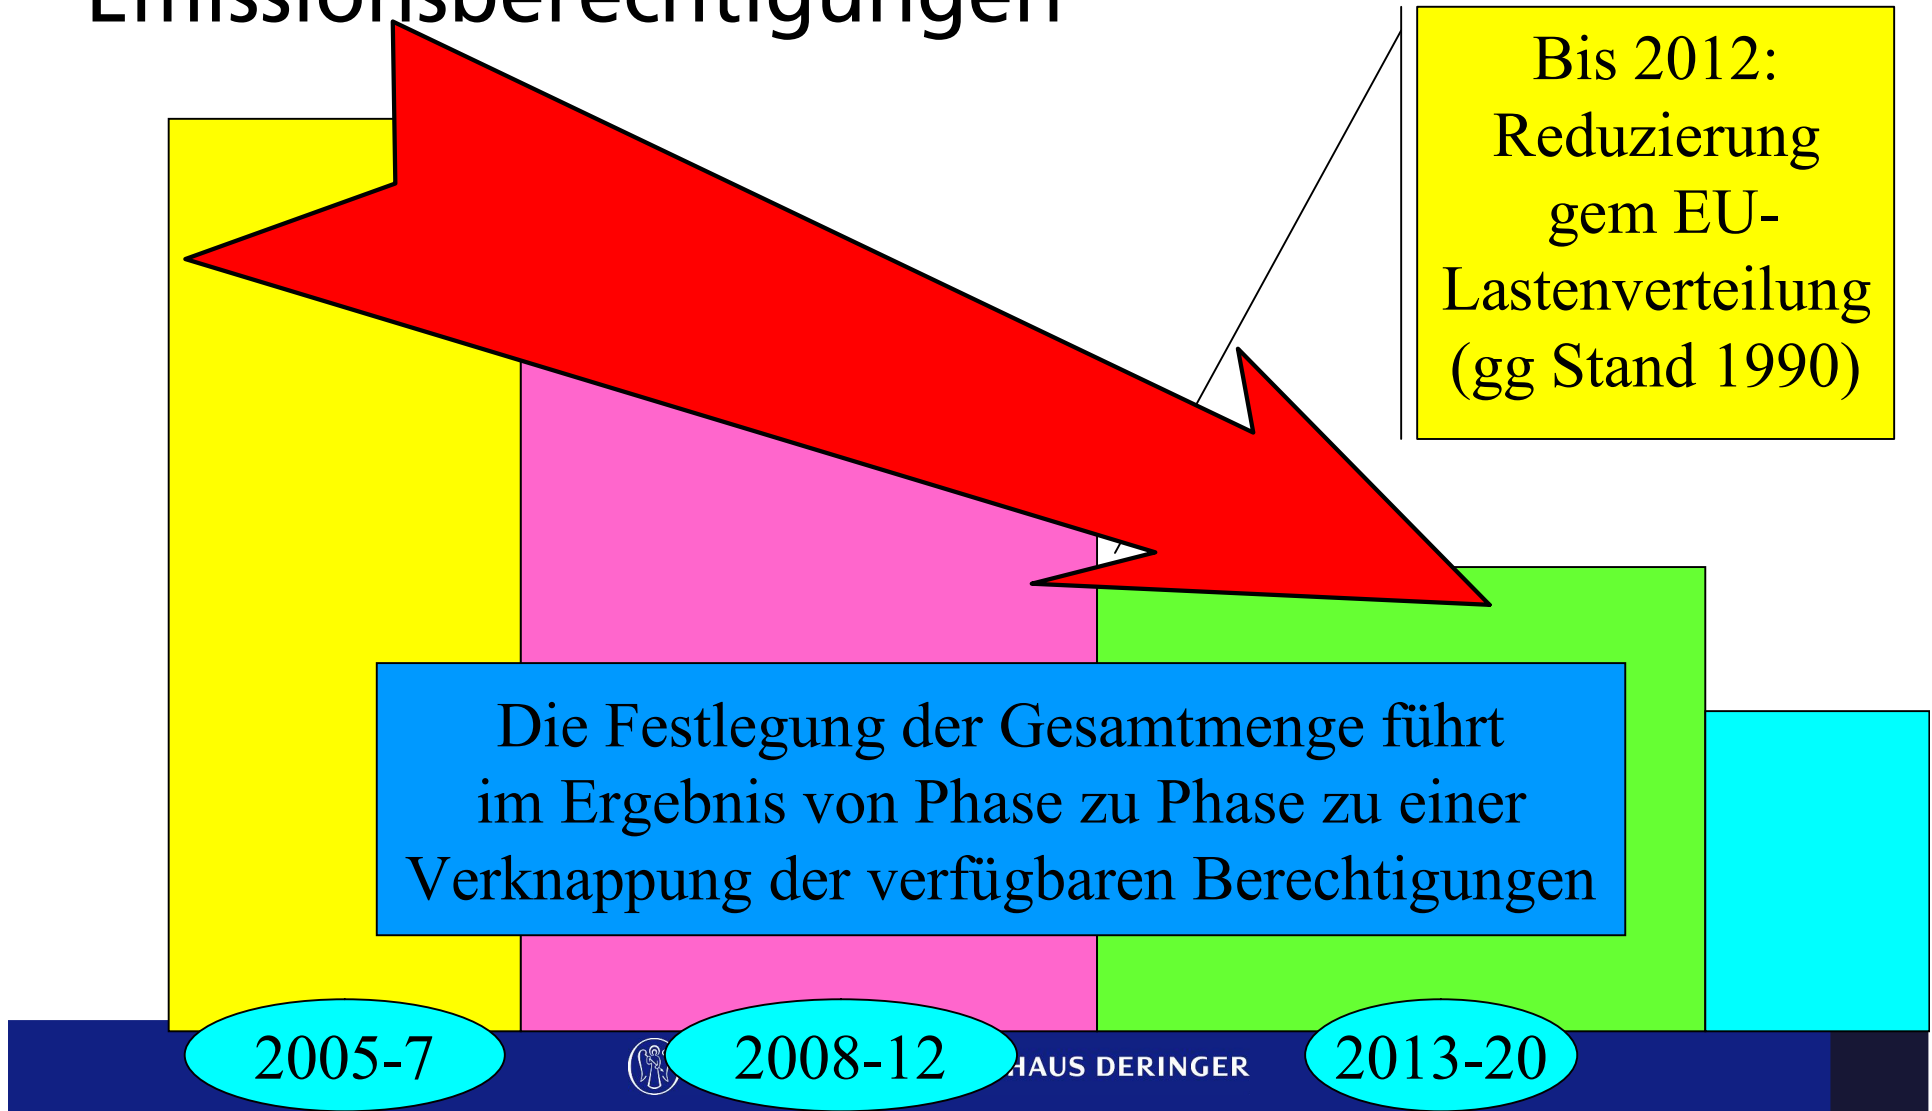 Emissionsberechtigungen
Bis 2012:
Reduzierung
gem EU-
Lastenverteilung
(gg Stand 1990)
Die Festlegung der Gesamtmenge führt
im Ergebnis von Phase zu Phase zu einer
Verknappung der verfügbaren Berechtigungen
2005-7
2008-12
HAUS DERINGER
2013-20